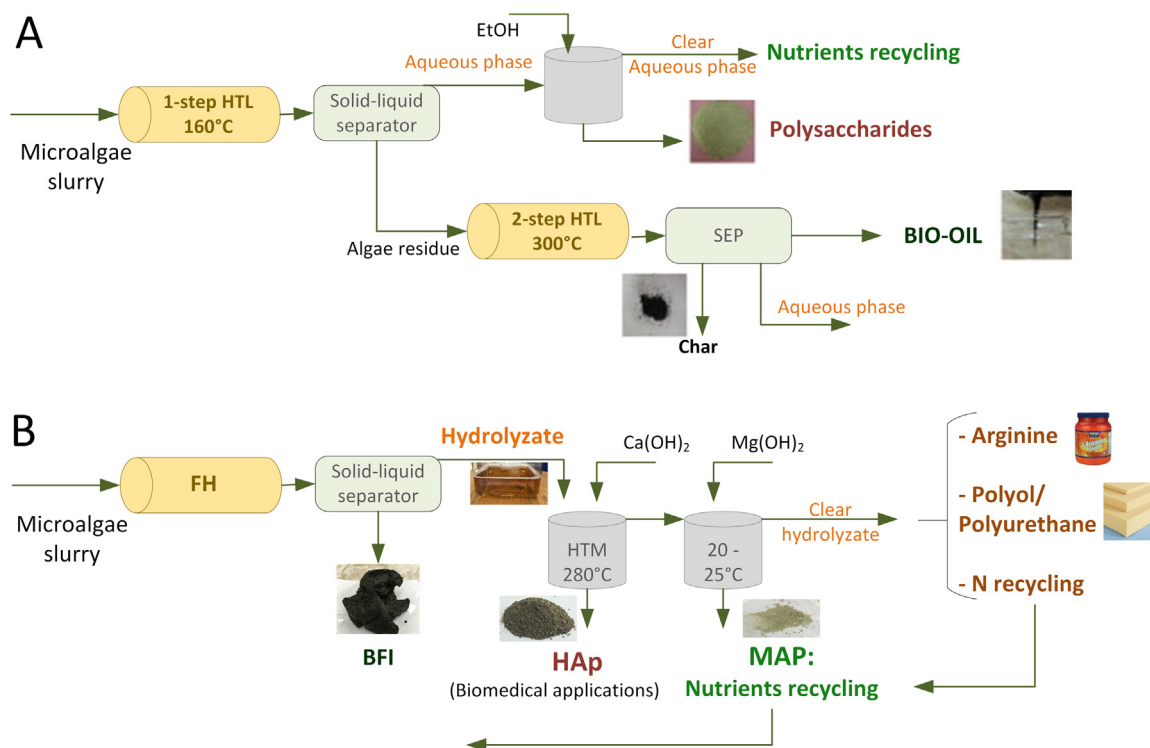 A
EtOH
Aqueous phase
Clear
Aqueous phase
Nutrients recycling
1-step HTL
160°C
Solid-liquid
separator
Microalgae
slurry
Polysaccharides
Algae residue
2-step HTL
300°C
SEP
BIO-OIL
Aqueous phase
Char
B
Hydrolyzate
Ca(OH)₂
Mg(OH)₂
- Arginine
FH
Solid-liquid
separator
Microalgae
slurry
Clear
hydrolyzate
- Polyol/
Polyurethane
HTM
280°C
20 -
25°C
- N recycling
BFI
HAp
(Biomedical applications)
MAP:
Nutrients recycling